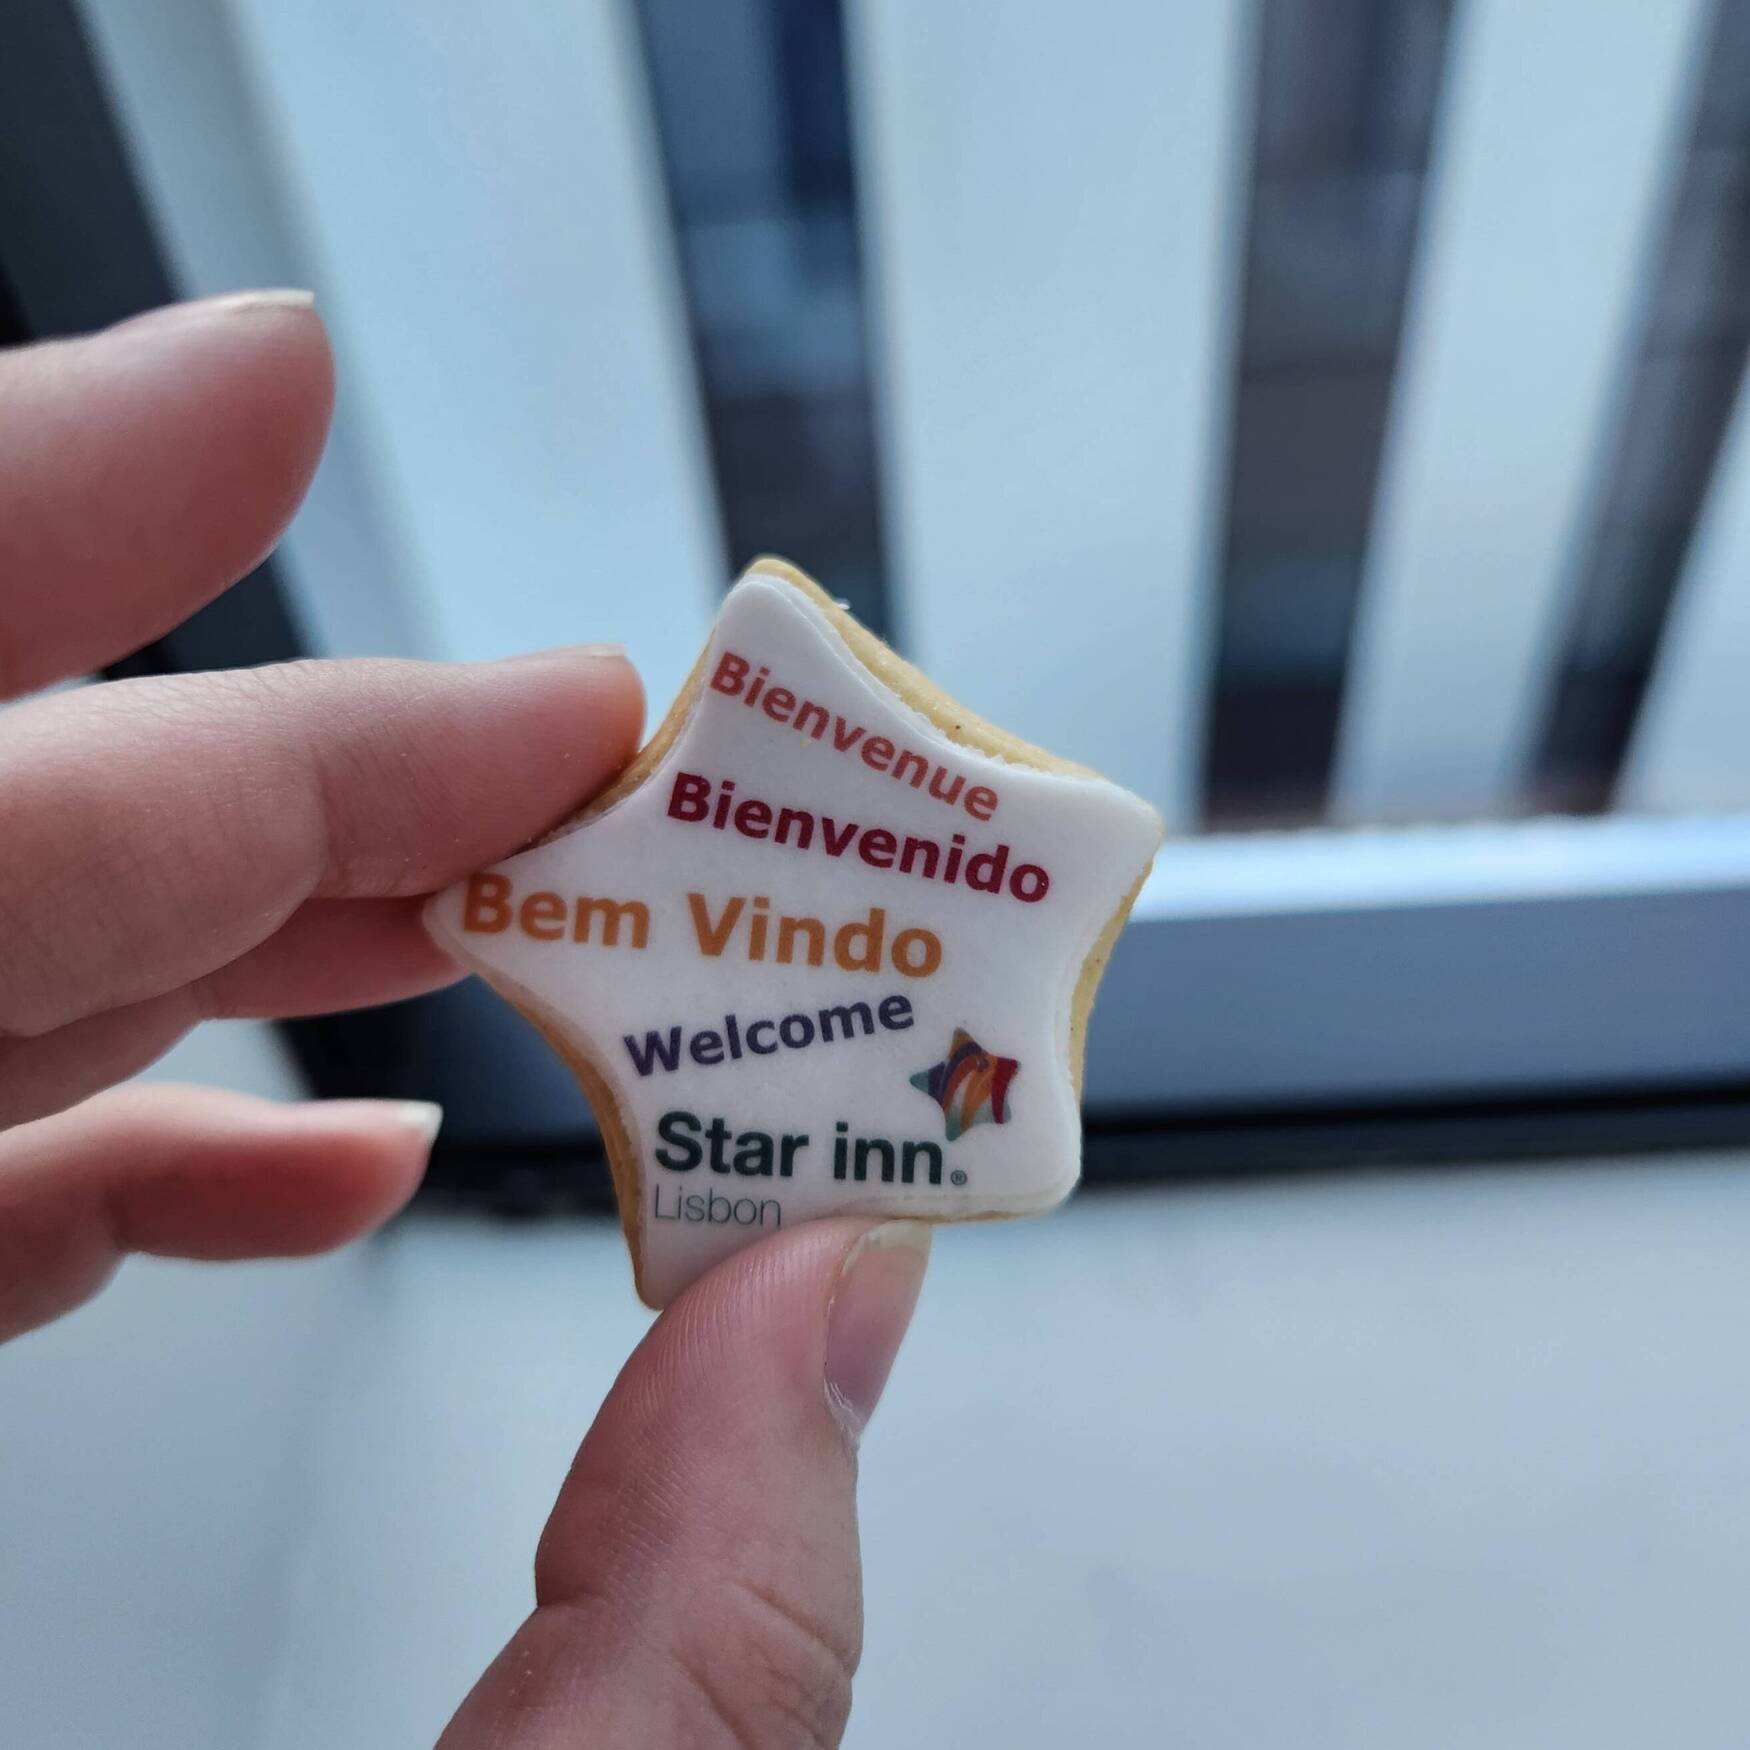 Bienvenue
Bienvenido
Bem Vindo
Welcome
Star inn®
Lisbon